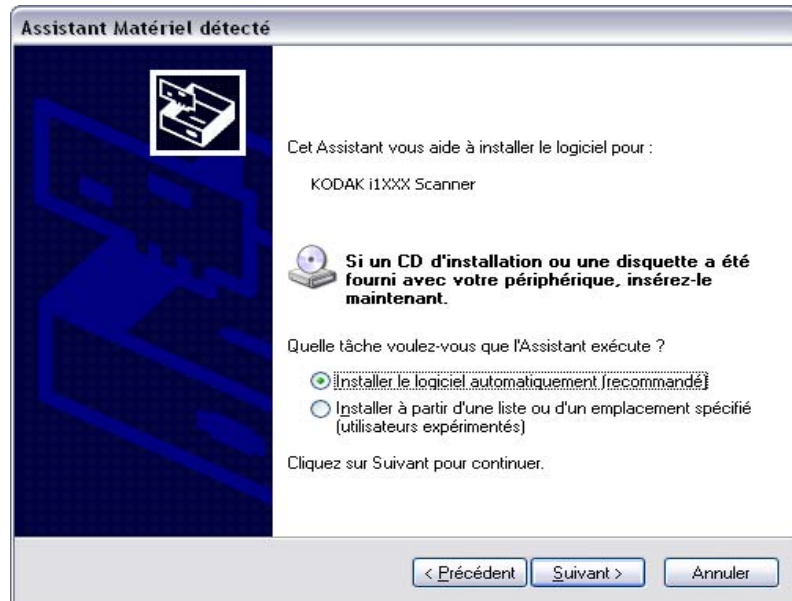 Assistant Matériel détecté
Cet Assistant vous aide à installer le logiciel pour :
KODAK i1XXX Scanner
Si un CD d'installation ou une disquette a été
fourni avec votre périphérique, insérez-le
maintenant.
Quelle tâche voulez-vous que l'Assistant exécute ?
Installer le logiciel automatiquement (recommandé)
Installer à partir d'une liste ou d'un emplacement spécifié
(utilisateurs expérimentés)
Cliquez sur Suivant pour continuer.
< Précédent Suivant > Annuler